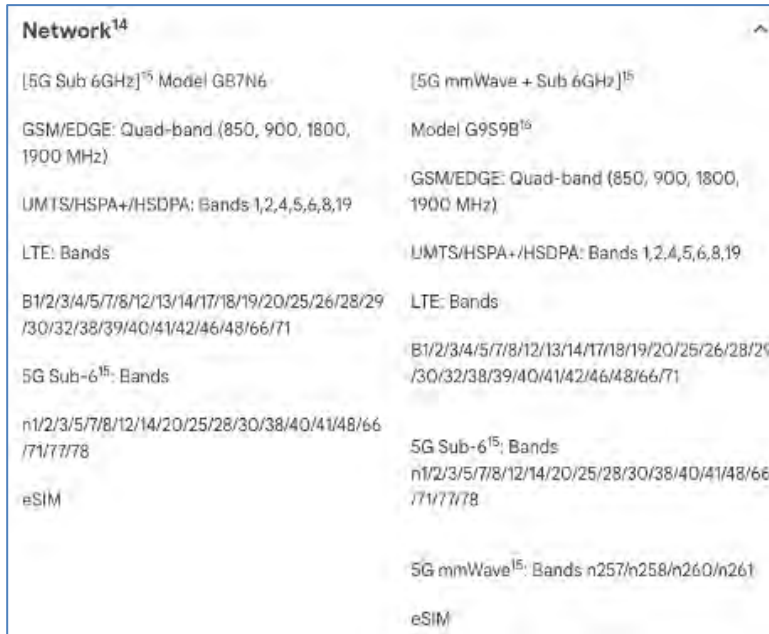 Network14
[5G Sub 6GHz]15 Model GB7N6
GSM/EDGE: Quad-band (850, 900, 1800,
1900 MHz)
UMTS/HSPA+/HSDPA: Bands 1,2,4,5,6,8,19
LTE: Bands
B1/2/3/4/5/7/8/12/13/14/17/18/19/20/25/26/28/29
/30/32/38/39/40/41/42/46/48/66/71
5G Sub-615: Bands
n1/2/3/5/7/8/12/14/20/25/28/30/38/40/41/48/66
/71/77/78
eSIM
[5G mmWave + Sub 6GHz]15
Model G9S9B16
GSM/EDGE: Quad-band (850, 900, 1800,
1900 MHz)
UMTS/HSPA+/HSDPA: Bands 1,2,4,5,6,8,19
LTE: Bands
B1/2/3/4/5/7/8/12/13/14/17/18/19/20/25/26/28/29
/30/32/38/39/40/41/42/46/48/66/71
5G Sub-615: Bands
n1/2/3/5/7/8/12/14/20/25/28/30/38/40/41/48/66
/71/77/78
5G mmWave15: Bands n257/n258/n260/n261
eSIM